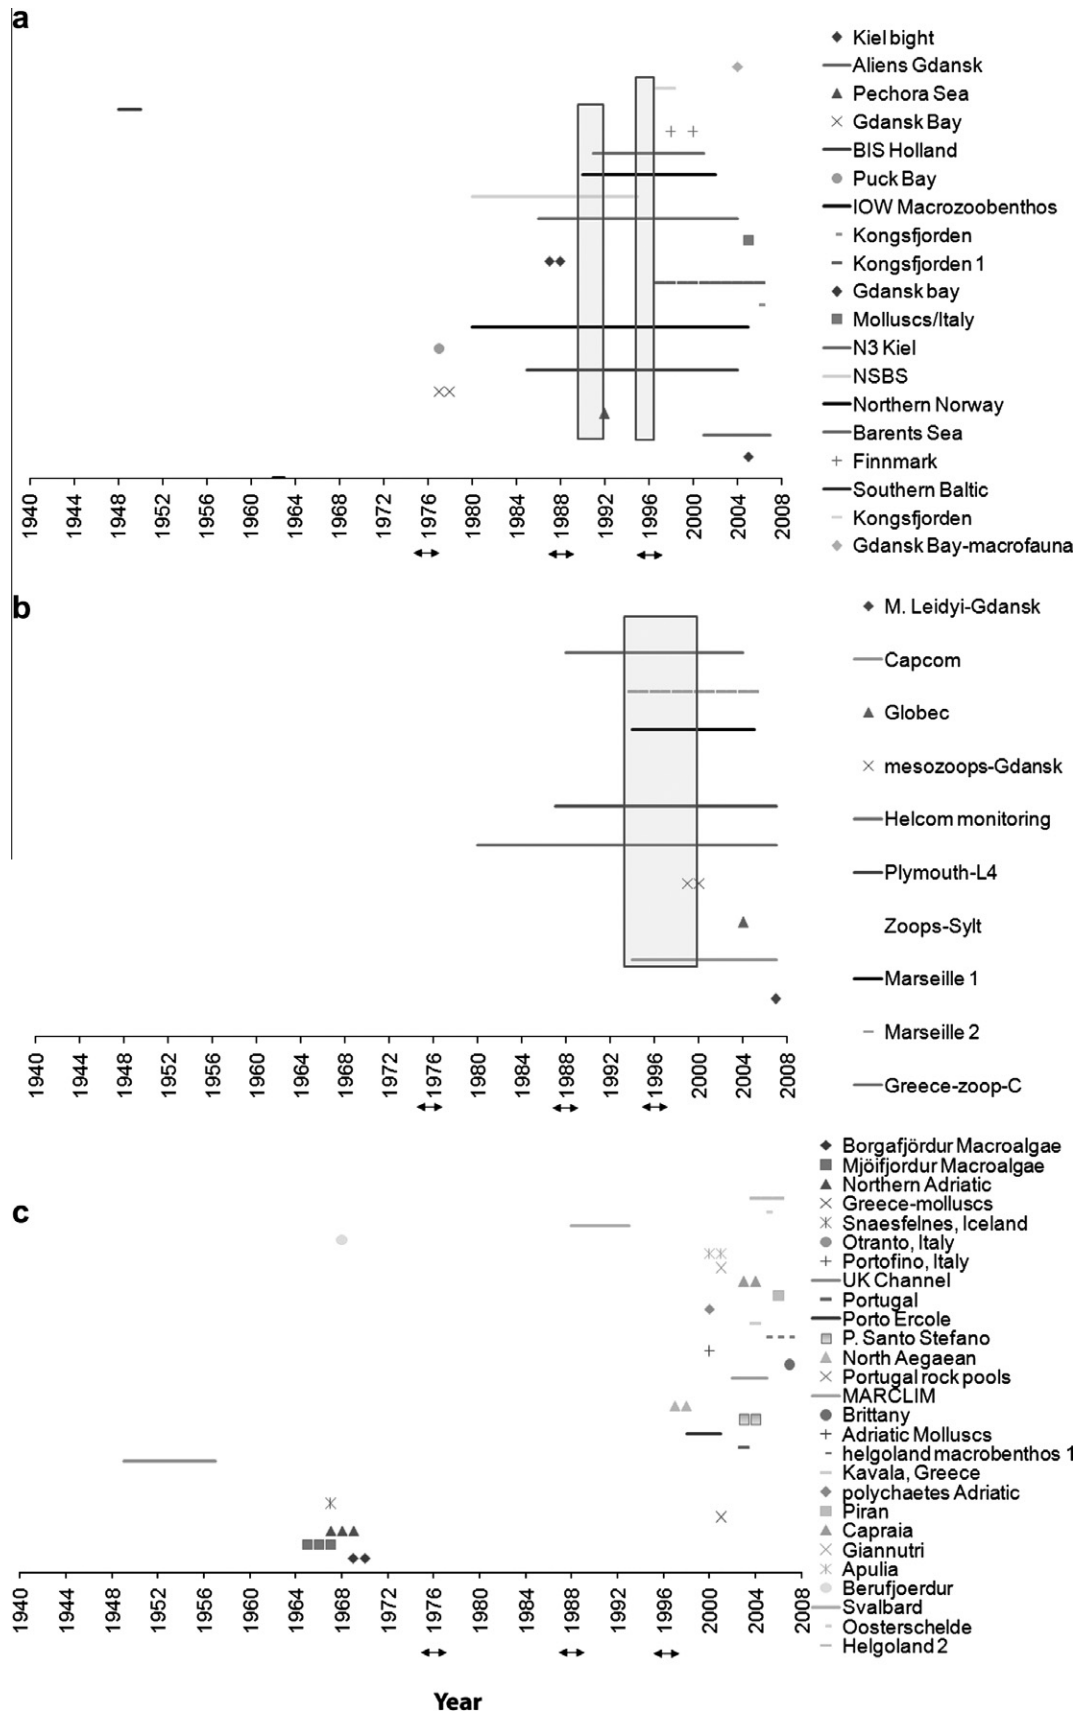 a
Kiel bight
Aliens Gdansk
Pechora Sea
Gdansk Bay
BIS Holland
Puck Bay
IOW Macrozoobenthos
Kongsfjorden
Kongsfjorden 1
Gdansk bay
Molluscs/Italy
N3 Kiel
NSBS
Northern Norway
Barents Sea
Finnmark
Southern Baltic
Kongsfjorden
Gdansk Bay-macrofauna
1940 1944 1948 1952 1956 1960 1964 1968 1972 1976 1980 1984 1988 1992 1996 2000 2004 2008
b
M. Leidyi-Gdansk
Capcom
Globec
mesozoops-Gdansk
Helcom monitoring
Plymouth-L4
Zoops-Sylt
Marseille 1
Marseille 2
Greece-zoop-C
1940 1944 1948 1952 1956 1960 1964 1968 1972 1976 1980 1984 1988 1992 1996 2000 2004 2008
c
Borgafjördur Macroalgae
Mjöifjordur Macroalgae
Northern Adriatic
Greece-molluscs
Snaesfelnes, Iceland
Otranto, Italy
Portofino, Italy
UK Channel
Portugal
Porto Ercole
P. Santo Stefano
North Aegaean
Portugal rock pools
MARCLIM
Brittany
Adriatic Molluscs
helgoland macrobenthos 1
Kavala, Greece
polychaetes Adriatic
Piran
Capraia
Giannutri
Apulia
Berufjoerdur
Svalbard
Oosterschelde
Helgoland 2
1940 1944 1948 1952 1956 1960 1964 1968 1972 1976 1980 1984 1988 1992 1996 2000 2004 2008
Year